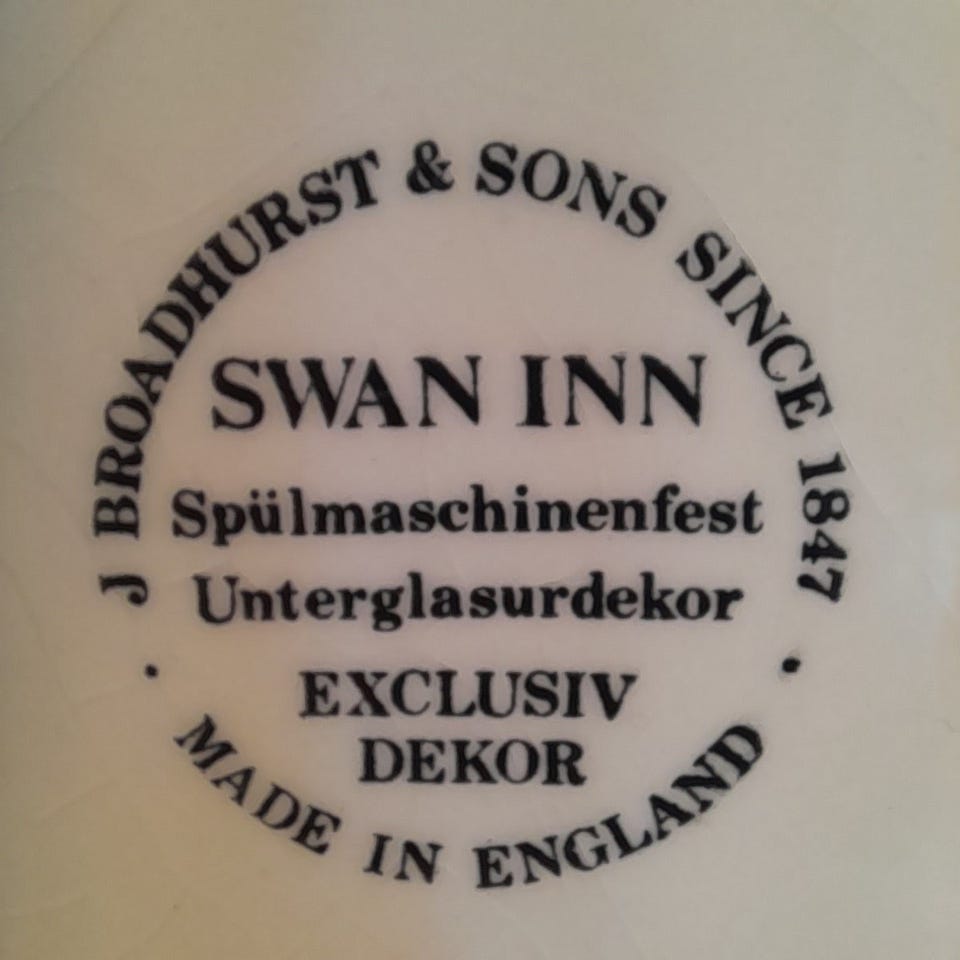 J BROADHURST & SONS SINCE 1847
SWAN INN
Spülmaschinenfest
Unterglasurdekor
EXCLUSIV
DEKOR
• MADE IN ENGLAND •